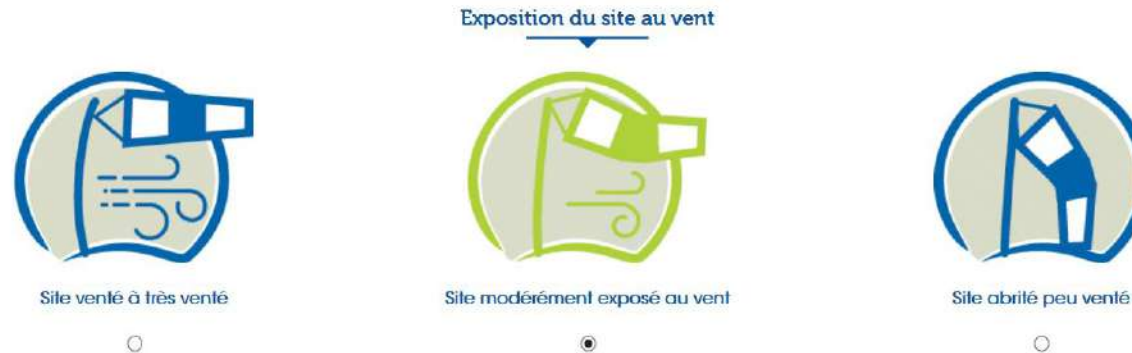 Exposition du site au vent
Site venté à très venté
Site modérément exposé au vent
Site abrité peu venté